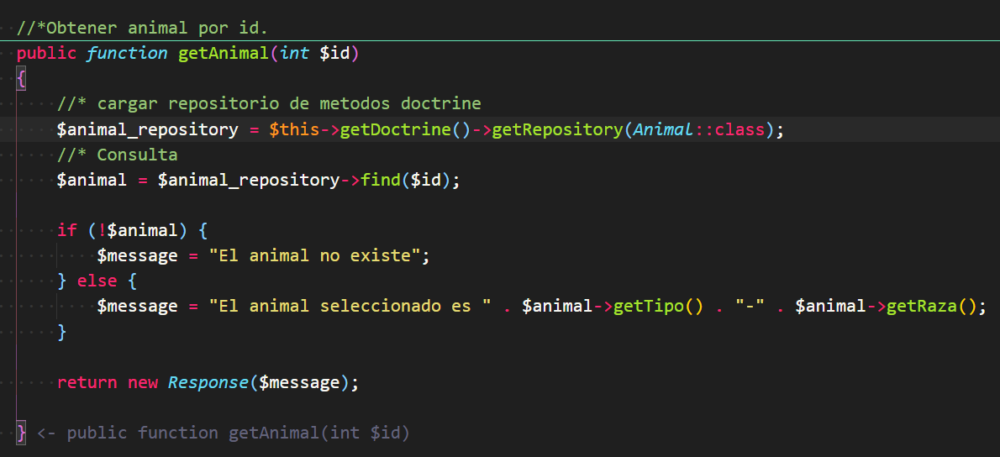 //*Obtener animal por id.
public function getAnimal(int $id)
{
//* cargar repositorio de metodos doctrine
$animal_repository = $this->getDoctrine()->getRepository(Animal::class);
//* Consulta
$animal = $animal_repository->find($id);
if (!$animal) {
$message = "El animal no existe";
} else {
$message = "El animal seleccionado es " . $animal->getTipo() . "-" . $animal->getRaza();
}
return new Response($message);
} <- public function getAnimal(int $id)